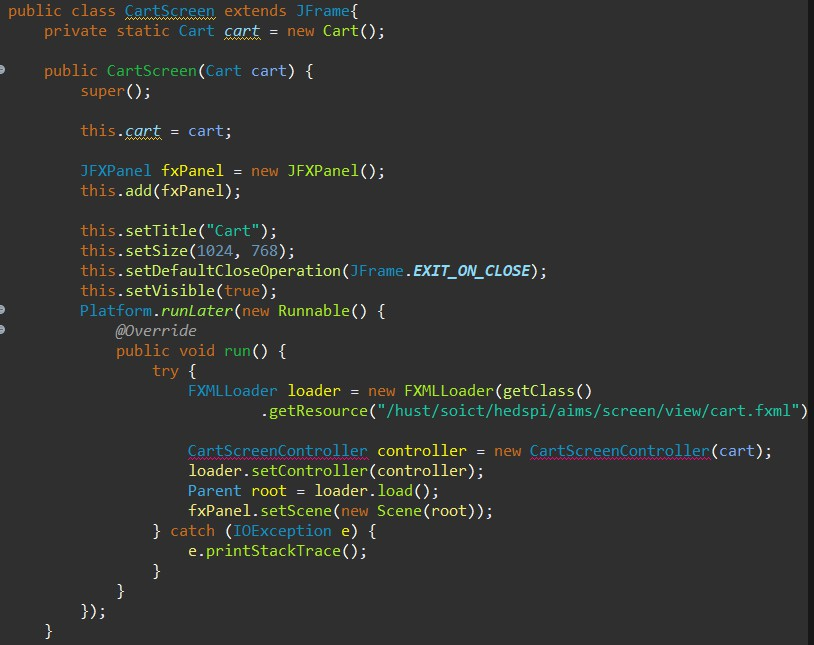 public class CartScreen extends JFrame{
    private static Cart cart = new Cart();

    public CartScreen(Cart cart) {
        super();

        this.cart = cart;

        JFXPanel fxPanel = new JFXPanel();
        this.add(fxPanel);

        this.setTitle("Cart");
        this.setSize(1024, 768);
        this.setDefaultCloseOperation(JFrame.EXIT_ON_CLOSE);
        this.setVisible(true);
        Platform.runLater(new Runnable() {
            @Override
            public void run() {
                try {
                    FXMLLoader loader = new FXMLLoader(getClass()
                            .getResource("/hust/soict/hedspi/aims/screen/view/cart.fxml")

                    CartScreenController controller = new CartScreenController(cart);
                    loader.setController(controller);
                    Parent root = loader.load();
                    fxPanel.setScene(new Scene(root));
                } catch (IOException e) {
                    e.printStackTrace();
                }
            }
        });
    }